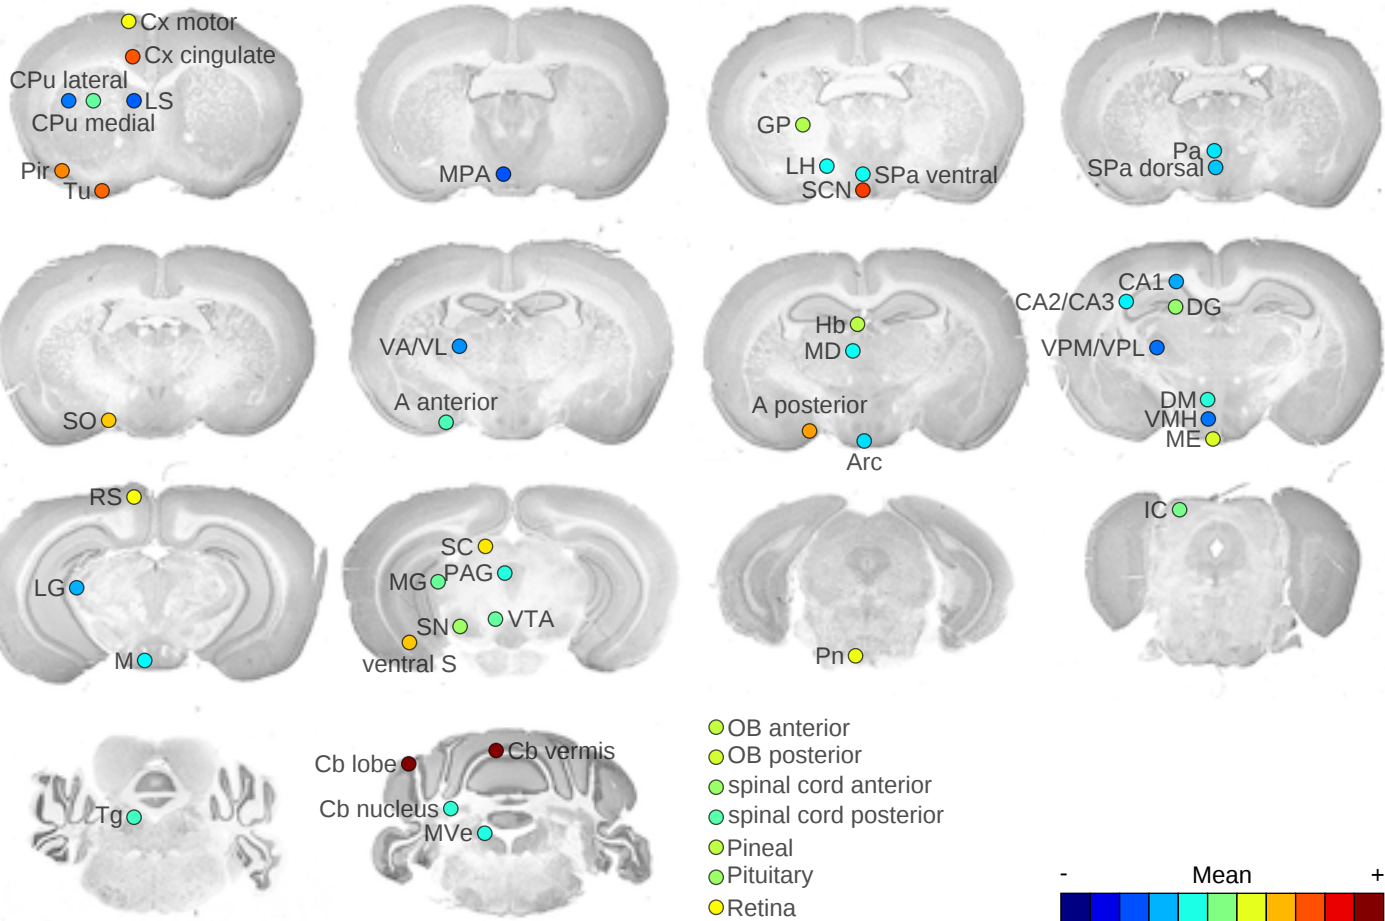 Cx motor
Cx cingulate
CPu lateral
LS
CPu medial
Pir
Tu
MPA
GP
LH
SPa ventral
SCN
Pa
SPa dorsal
SO
VA/VL
A anterior
Hb
MD
A posterior
Arc
CA1
CA2/CA3
DG
VPM/VPL
DM
VMH
ME
RS
LG
M
SC
PAG
MG
VTA
SN
ventral S
Pn
IC
Tg
Cb lobe
Cb vermis
Cb nucleus
MVe
OB anterior
OB posterior
spinal cord anterior
spinal cord posterior
Pineal
Pituitary
Retina
- Mean +